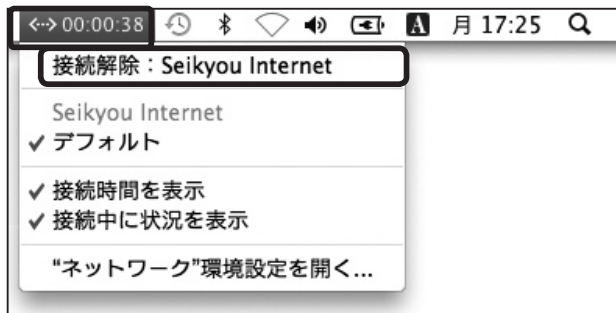 <···> 00:00:38 A 月 17:25
接続解除：Seikyou Internet
Seikyou Internet
✓ デフォルト
✓ 接続時間を表示
✓ 接続中に状況を表示
“ネットワーク”環境設定を開く...